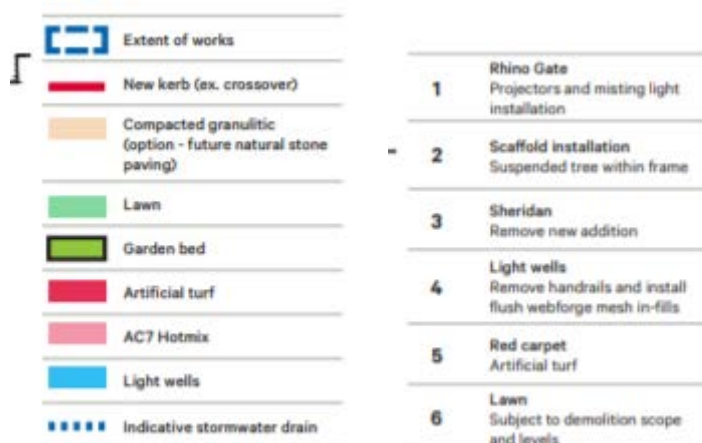 Extent of works
New kerb (ex. crossover)
Compacted granulitic
(option - future natural stone
paving)
Lawn
Garden bed
Artificial turf
AC7 Hotmix
Light wells
Indicative stormwater drain
1
Rhino Gate
Projectors and misting light
installation
2
Scaffold installation
Suspended tree within frame
3
Sheridan
Remove new addition
4
Light wells
Remove handrails and install
flush webforge mesh in-fills
5
Red carpet
Artificial turf
6
Lawn
Subject to demolition scope
and levels